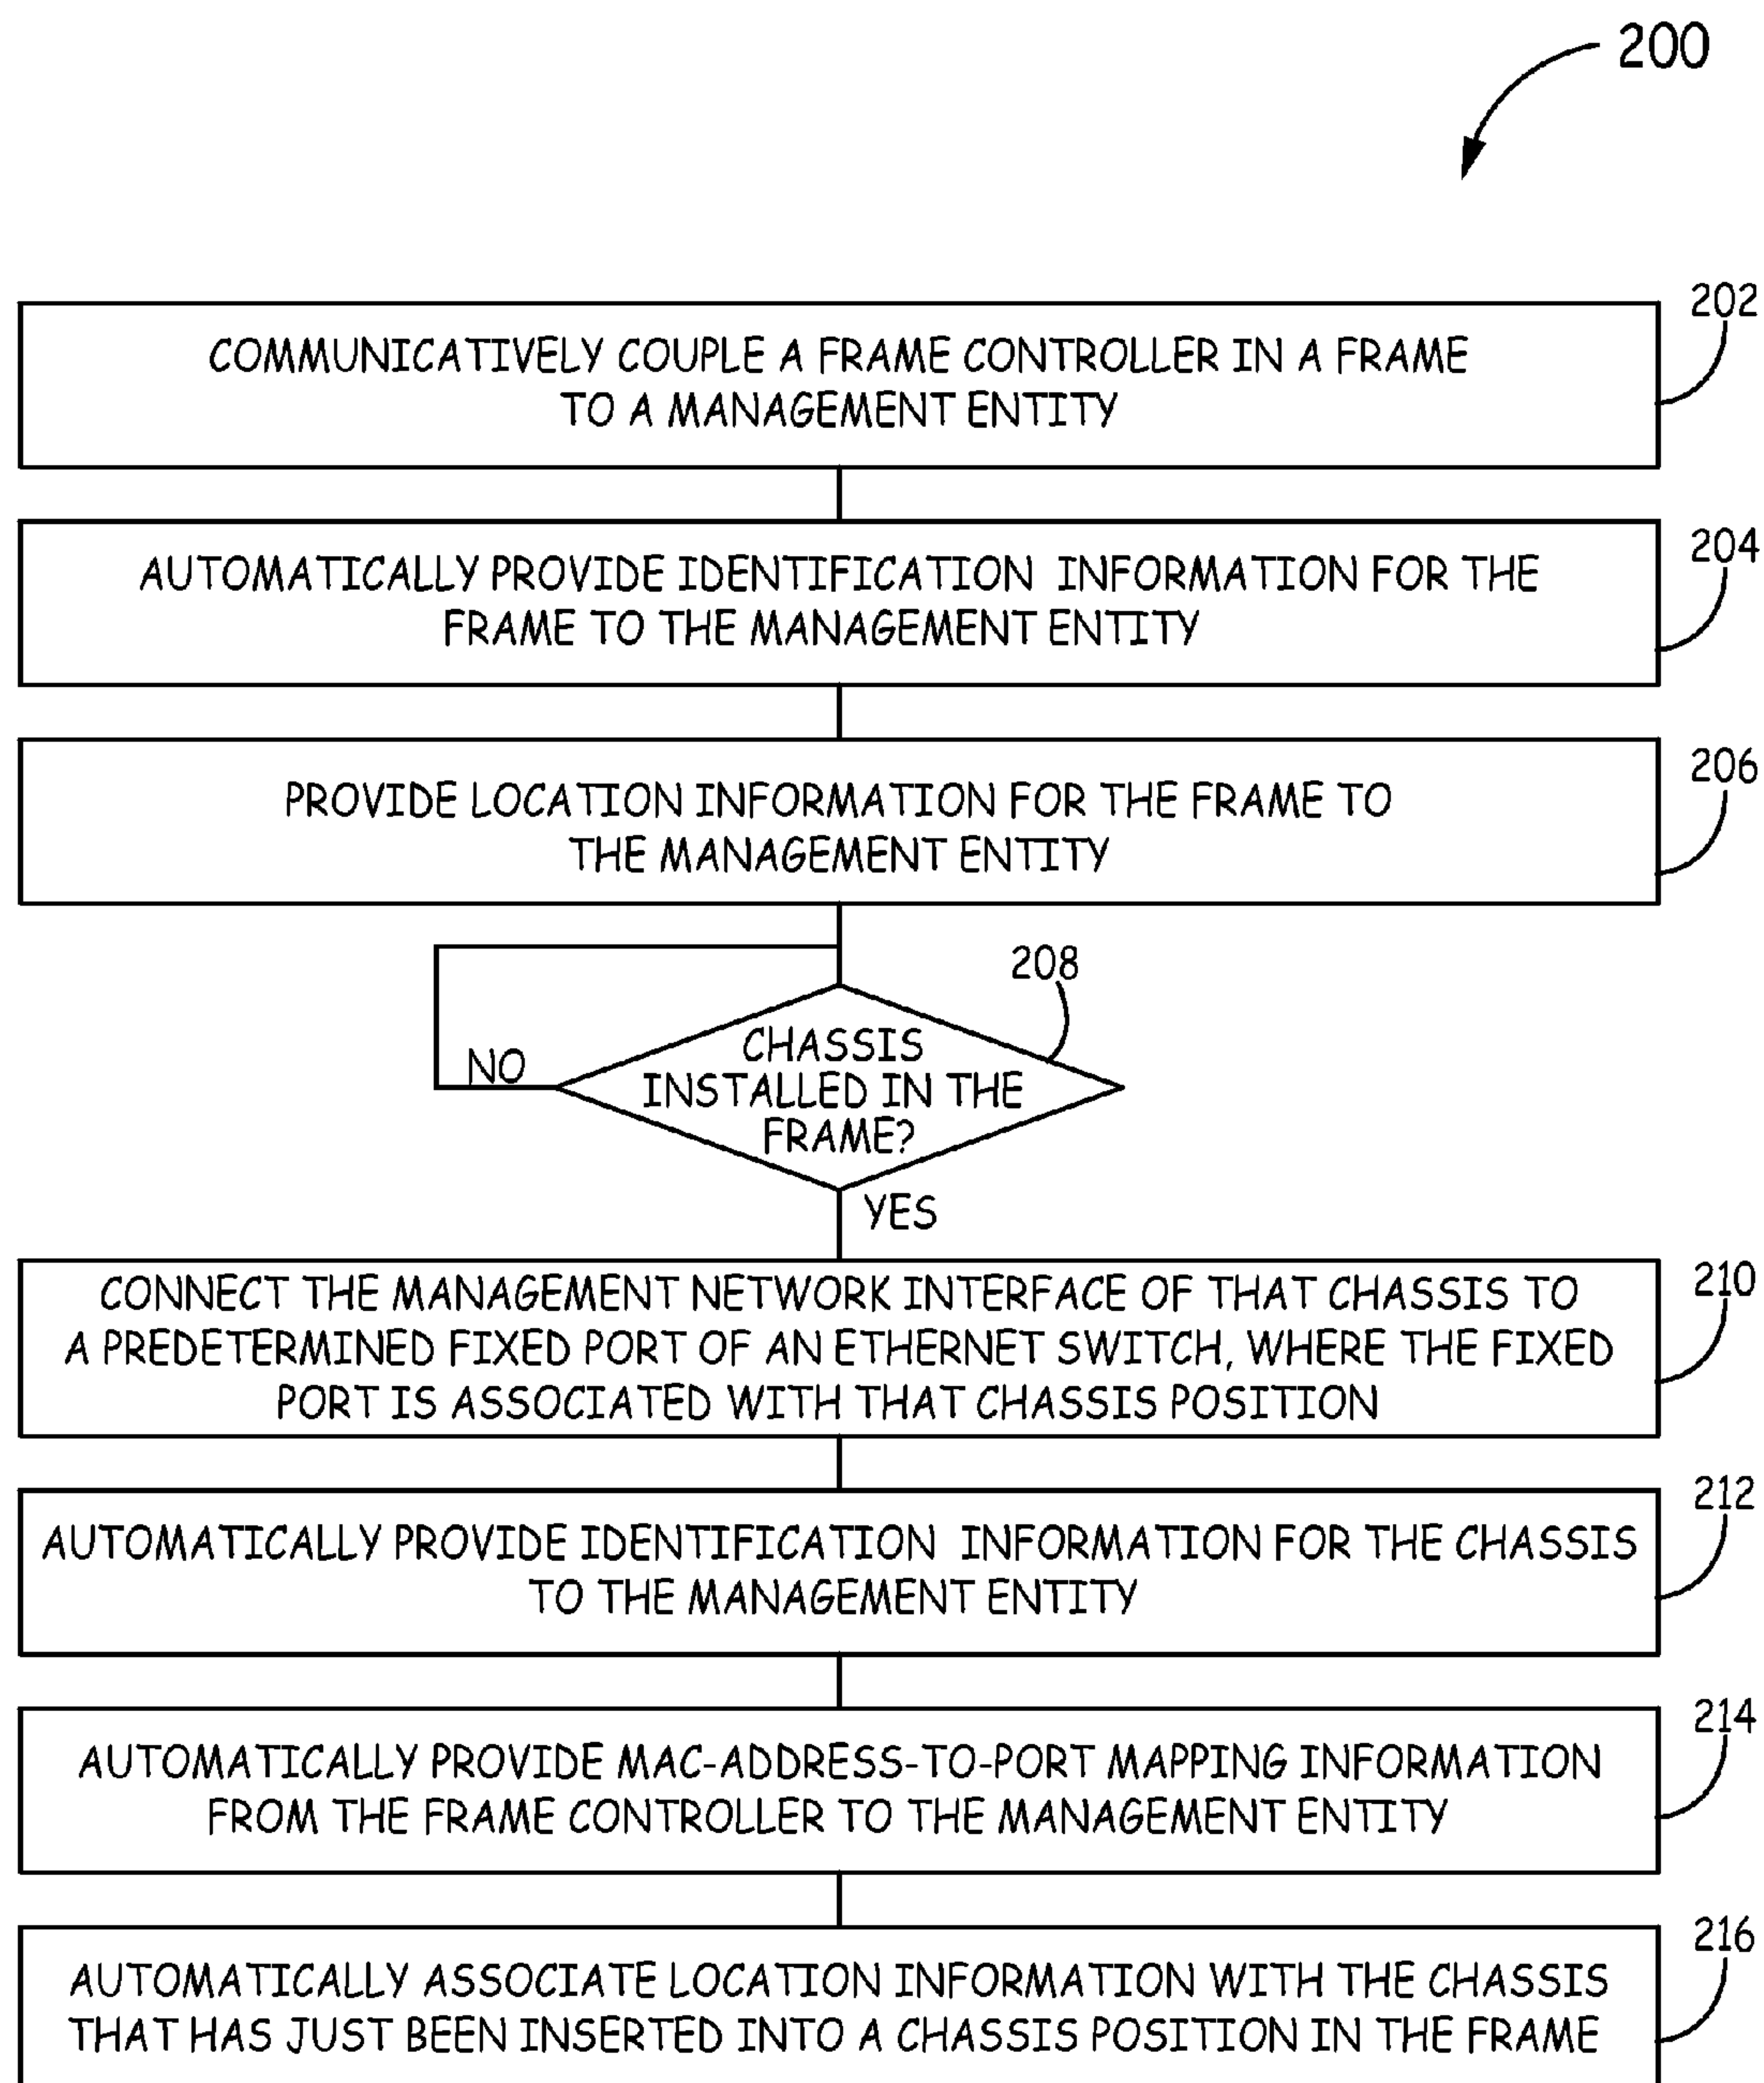 200
202
COMMUNICATIVELY COUPLE A FRAME CONTROLLER IN A FRAME
TO A MANAGEMENT ENTITY
204
AUTOMATICALLY PROVIDE IDENTIFICATION INFORMATION FOR THE
FRAME TO THE MANAGEMENT ENTITY
206
PROVIDE LOCATION INFORMATION FOR THE FRAME TO
THE MANAGEMENT ENTITY
208
CHASSIS
INSTALLED IN THE
FRAME?
NO
YES
210
CONNECT THE MANAGEMENT NETWORK INTERFACE OF THAT CHASSIS TO
A PREDETERMINED FIXED PORT OF AN ETHERNET SWITCH, WHERE THE FIXED
PORT IS ASSOCIATED WITH THAT CHASSIS POSITION
212
AUTOMATICALLY PROVIDE IDENTIFICATION INFORMATION FOR THE CHASSIS
TO THE MANAGEMENT ENTITY
214
AUTOMATICALLY PROVIDE MAC-ADDRESS-TO-PORT MAPPING INFORMATION
FROM THE FRAME CONTROLLER TO THE MANAGEMENT ENTITY
216
AUTOMATICALLY ASSOCIATE LOCATION INFORMATION WITH THE CHASSIS
THAT HAS JUST BEEN INSERTED INTO A CHASSIS POSITION IN THE FRAME